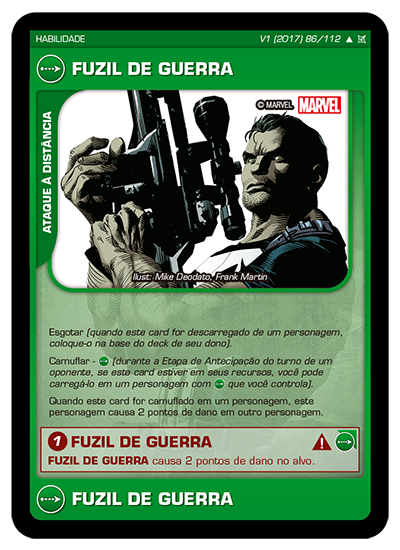 HABILIDADE V1 (2017) 86/112
FUZIL DE GUERRA
ATAQUE À DISTÂNCIA
© MARVEL MARVEL
Ilust: Mike Deodato, Frank Martin
Esgotar (quando este card for descarregado de um personagem,
coloque-o na base do deck de seu dono).
Camuflar - (durante a Etapa de Antecipação do turno de um
oponente, se este card estiver em seus recursos, você pode
carregá-lo em um personagem com que você controla).
Quando este card for camuflado em um personagem, este
personagem causa 2 pontos de dano em outro personagem.
1 FUZIL DE GUERRA
FUZIL DE GUERRA causa 2 pontos de dano no alvo.
FUZIL DE GUERRA